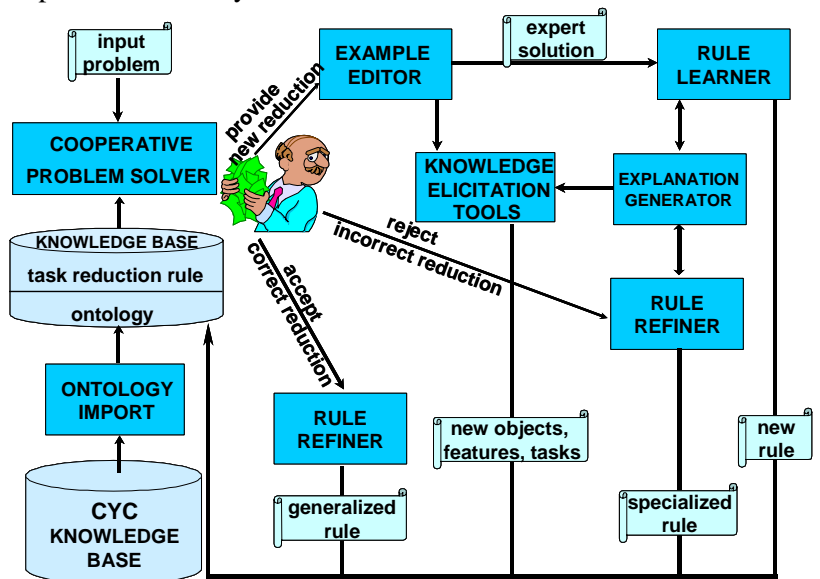 input
problem
EXAMPLE
EDITOR
expert
solution
RULE
LEARNER
provide
new reduction
COOPERATIVE
PROBLEM SOLVER
KNOWLEDGE
ELICITATION
TOOLS
EXPLANATION
GENERATOR
reject
incorrect reduction
KNOWLEDGE BASE
task reduction rule
ontology
accept
correct reduction
RULE
REFINER
ONTOLOGY
IMPORT
RULE
REFINER
new objects,
features, tasks
new
rule
CYC
KNOWLEDGE
BASE
generalized
rule
specialized
rule